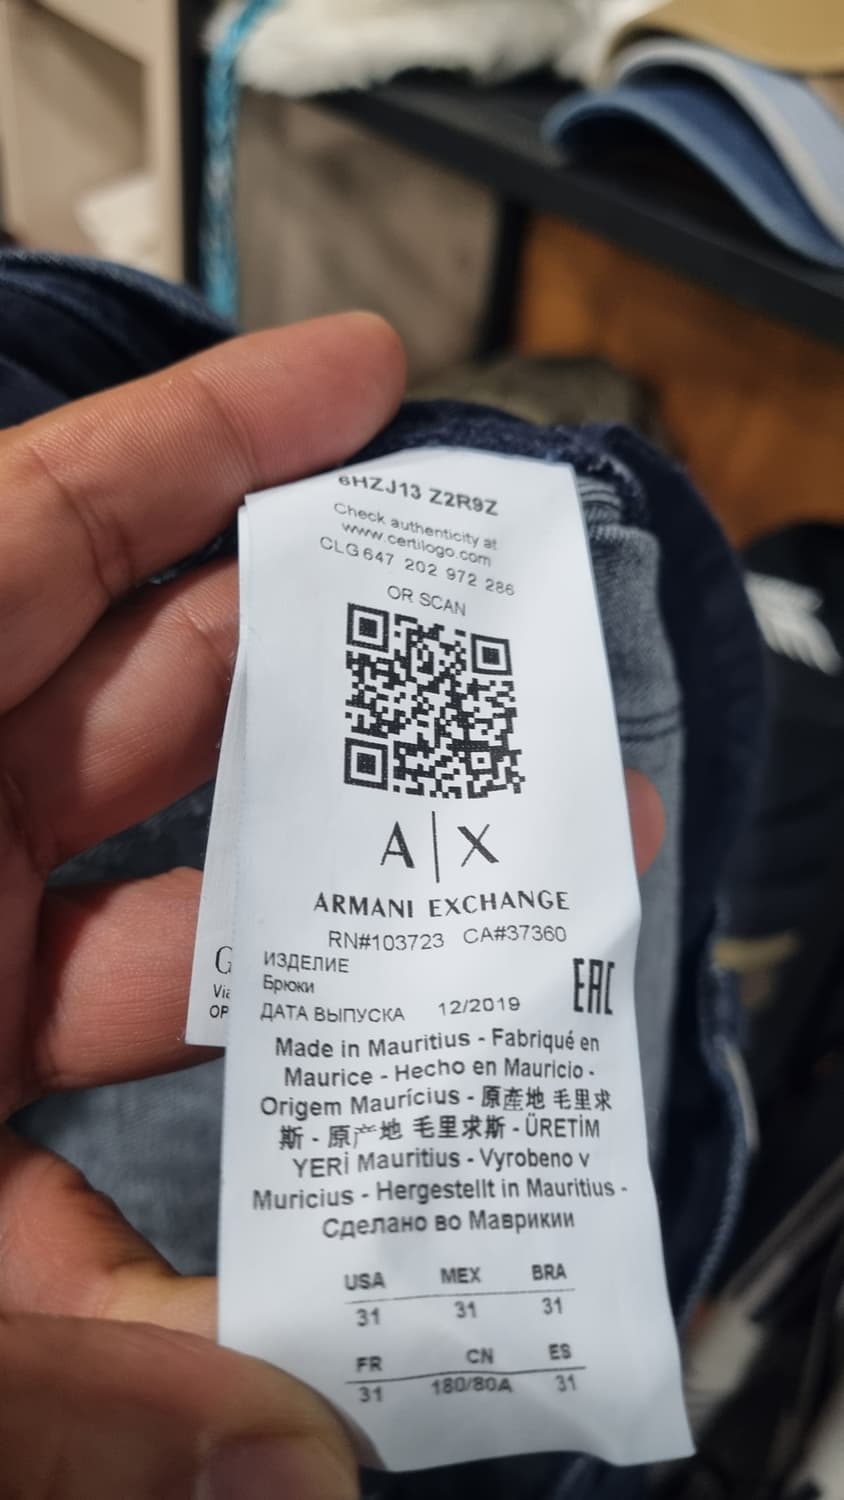 6HZJ13 Z2R9Z
Check authenticity at
www.certilogo.com
CLG 647 202 972 286
OR SCAN
A|X
ARMANI EXCHANGE
RN#103723 CA#37360
ИЗДЕЛИЕ
Брюки
EAC
ДАТА ВЫПУСКА 12/2019
Made in Mauritius - Fabriqué en
Maurice - Hecho en Mauricio -
Origem Maurícius - 原產地 毛里求
斯 - 原产地 毛里求斯 - ÜRETİM
YERİ Mauritius - Vyrobeno v
Muricius - Hergestellt in Mauritius -
Сделано во Маврикии
USA MEX BRA
31 31 31
FR CN ES
31 180/80A 31